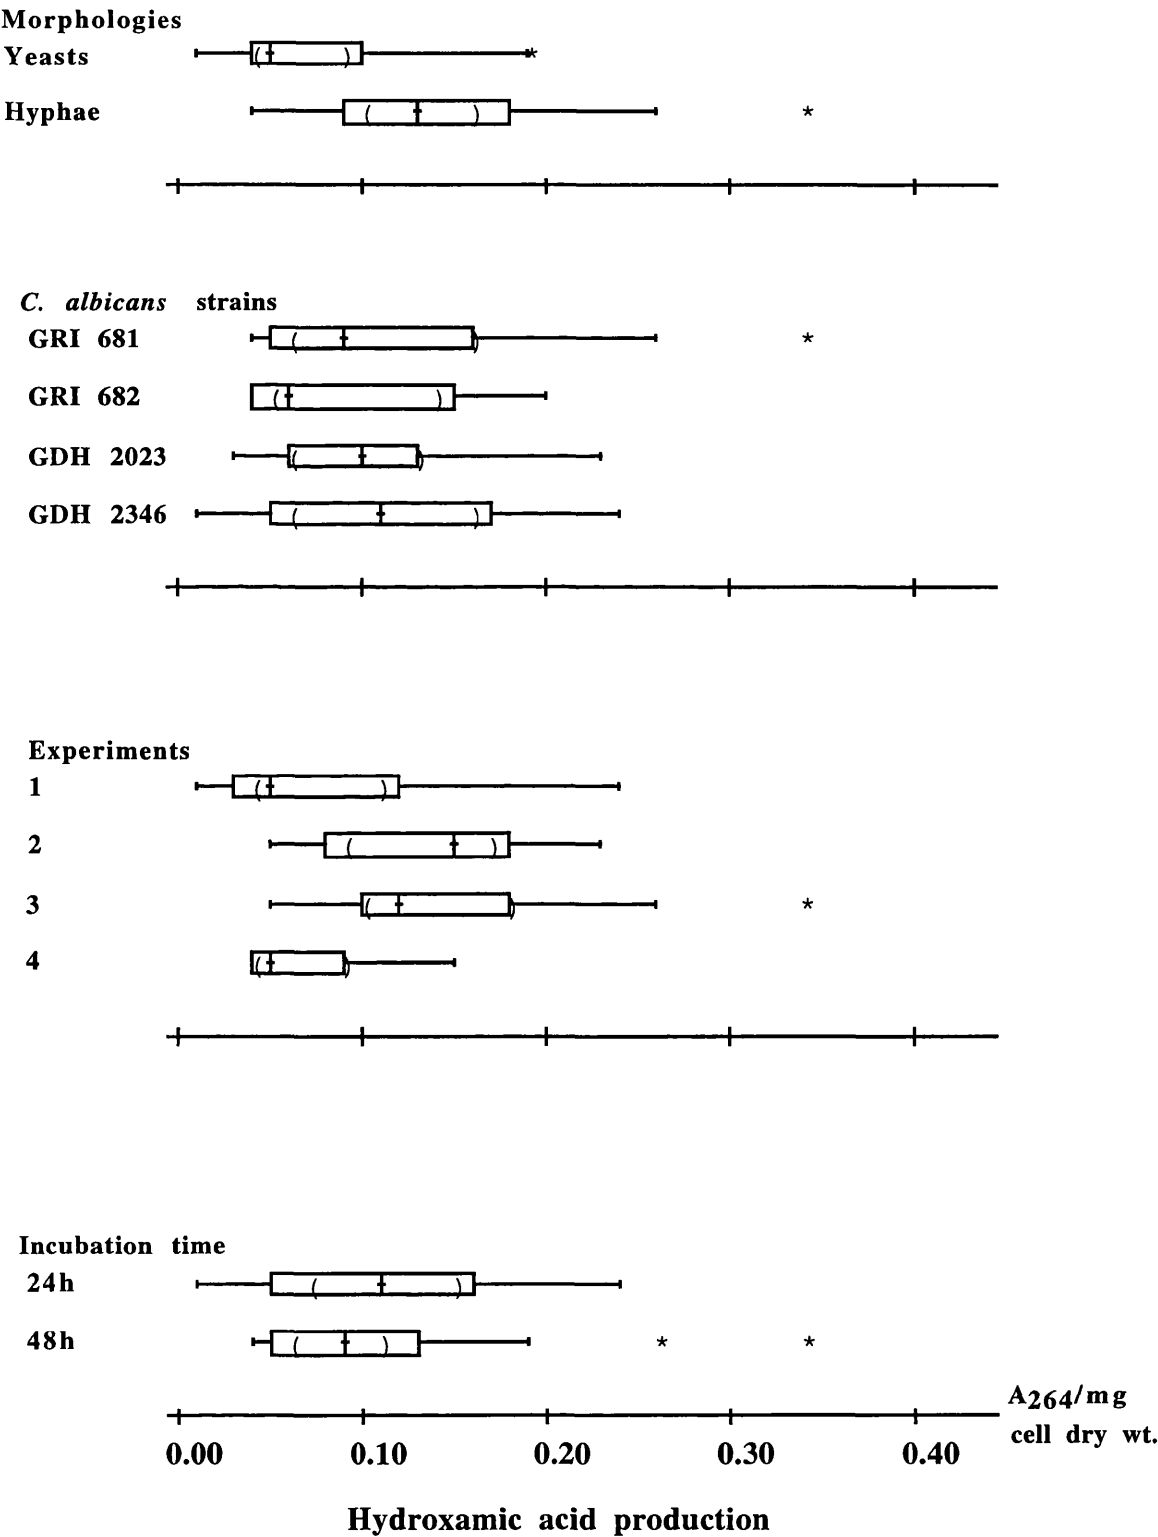 Morphologies
Yeasts
Hyphae
C. albicans strains
GRI 681
GRI 682
GDH 2023
GDH 2346
Experiments
1
2
3
4
Incubation time
24h
48h
A264/mg
cell dry wt.
0.00 0.10 0.20 0.30 0.40
Hydroxamic acid production